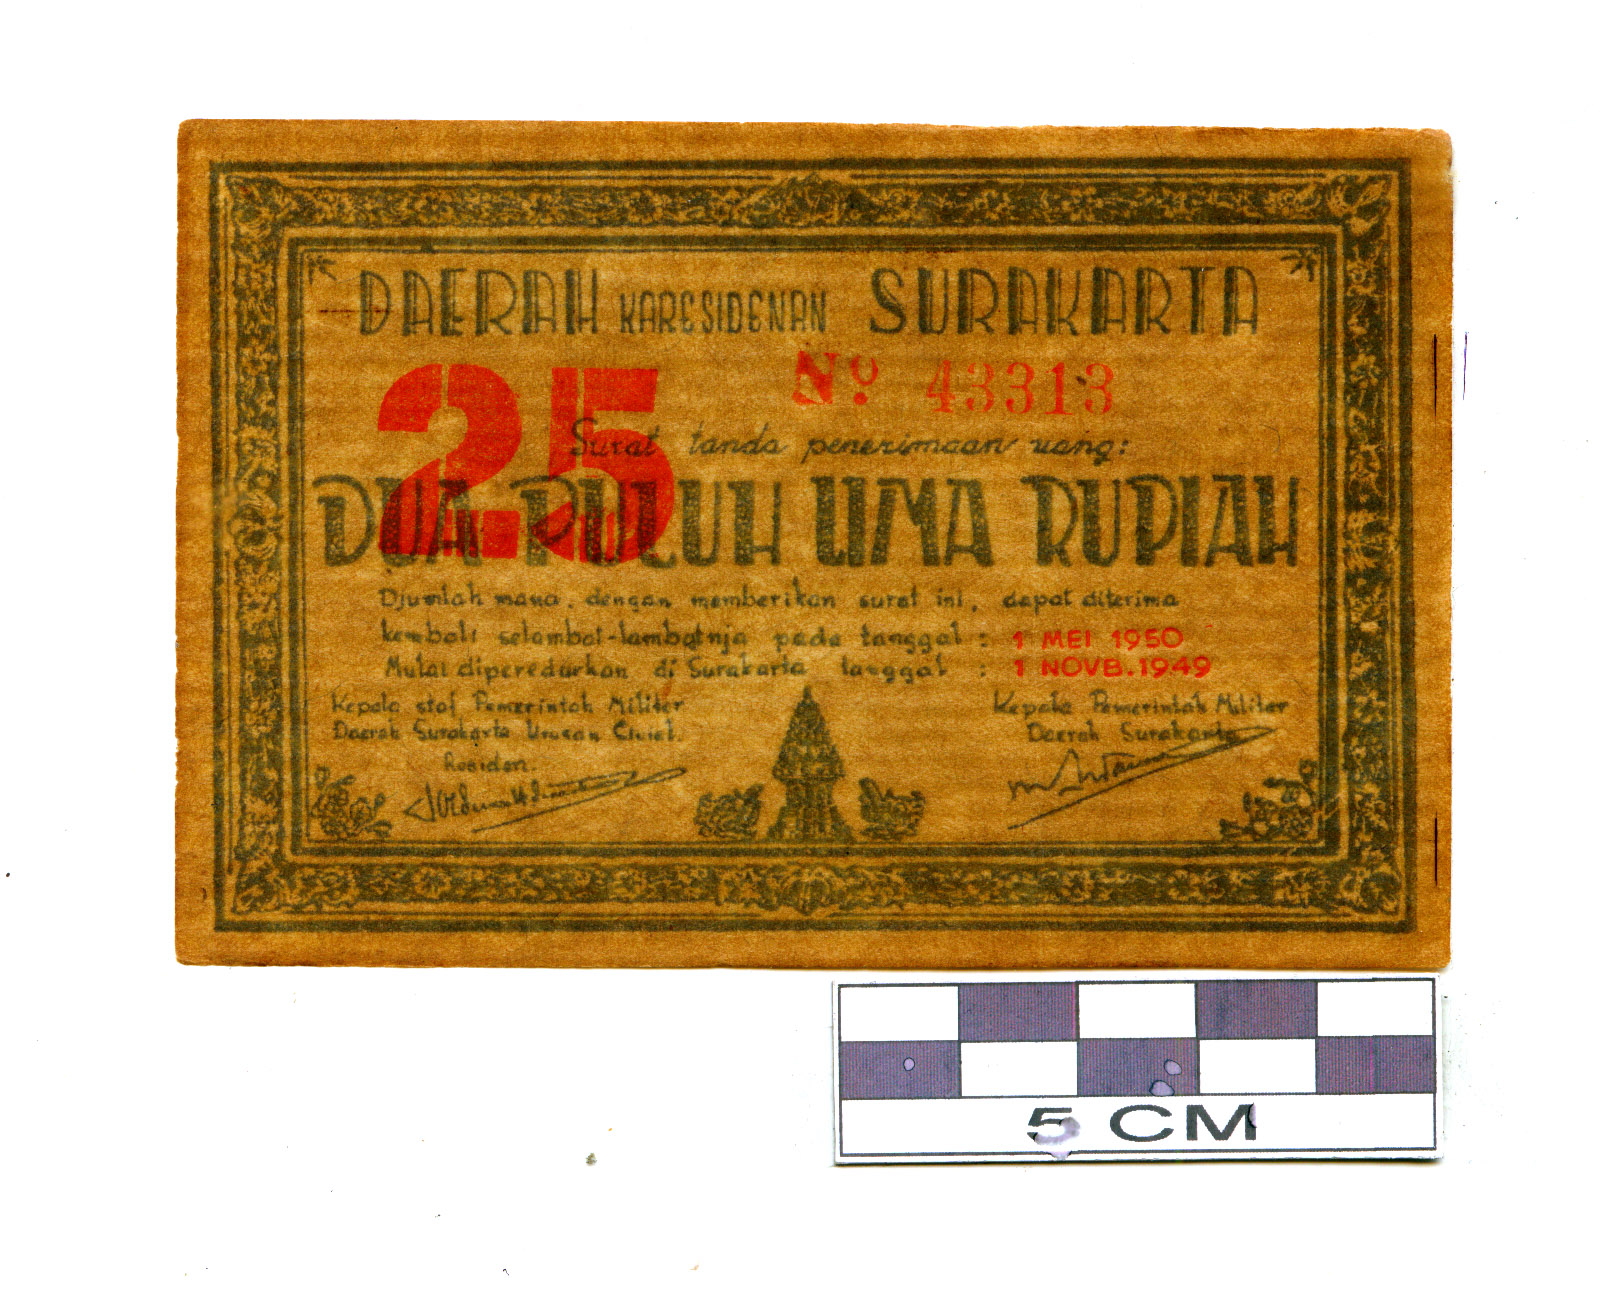 DAERAH KARESIDENAN SURAKARTA
25
No. 43313
Surat tanda penerimaan uang:
DUA PULUH LIMA RUPIAH
Djumlah mana, dengan memberikan surat ini, dapat diterima
kembali selambat-lambatnja pada tanggal : 1 MEI 1950
Mulai diperedarkan di Surakarta tanggal : 1 NOVB. 1949
Kepala staf Pemerintah Militer
Daerah Surakarta Urusan Civiel.
Residen.
Kepala Pemerintah Militer
Daerah Surakarta
5 CM